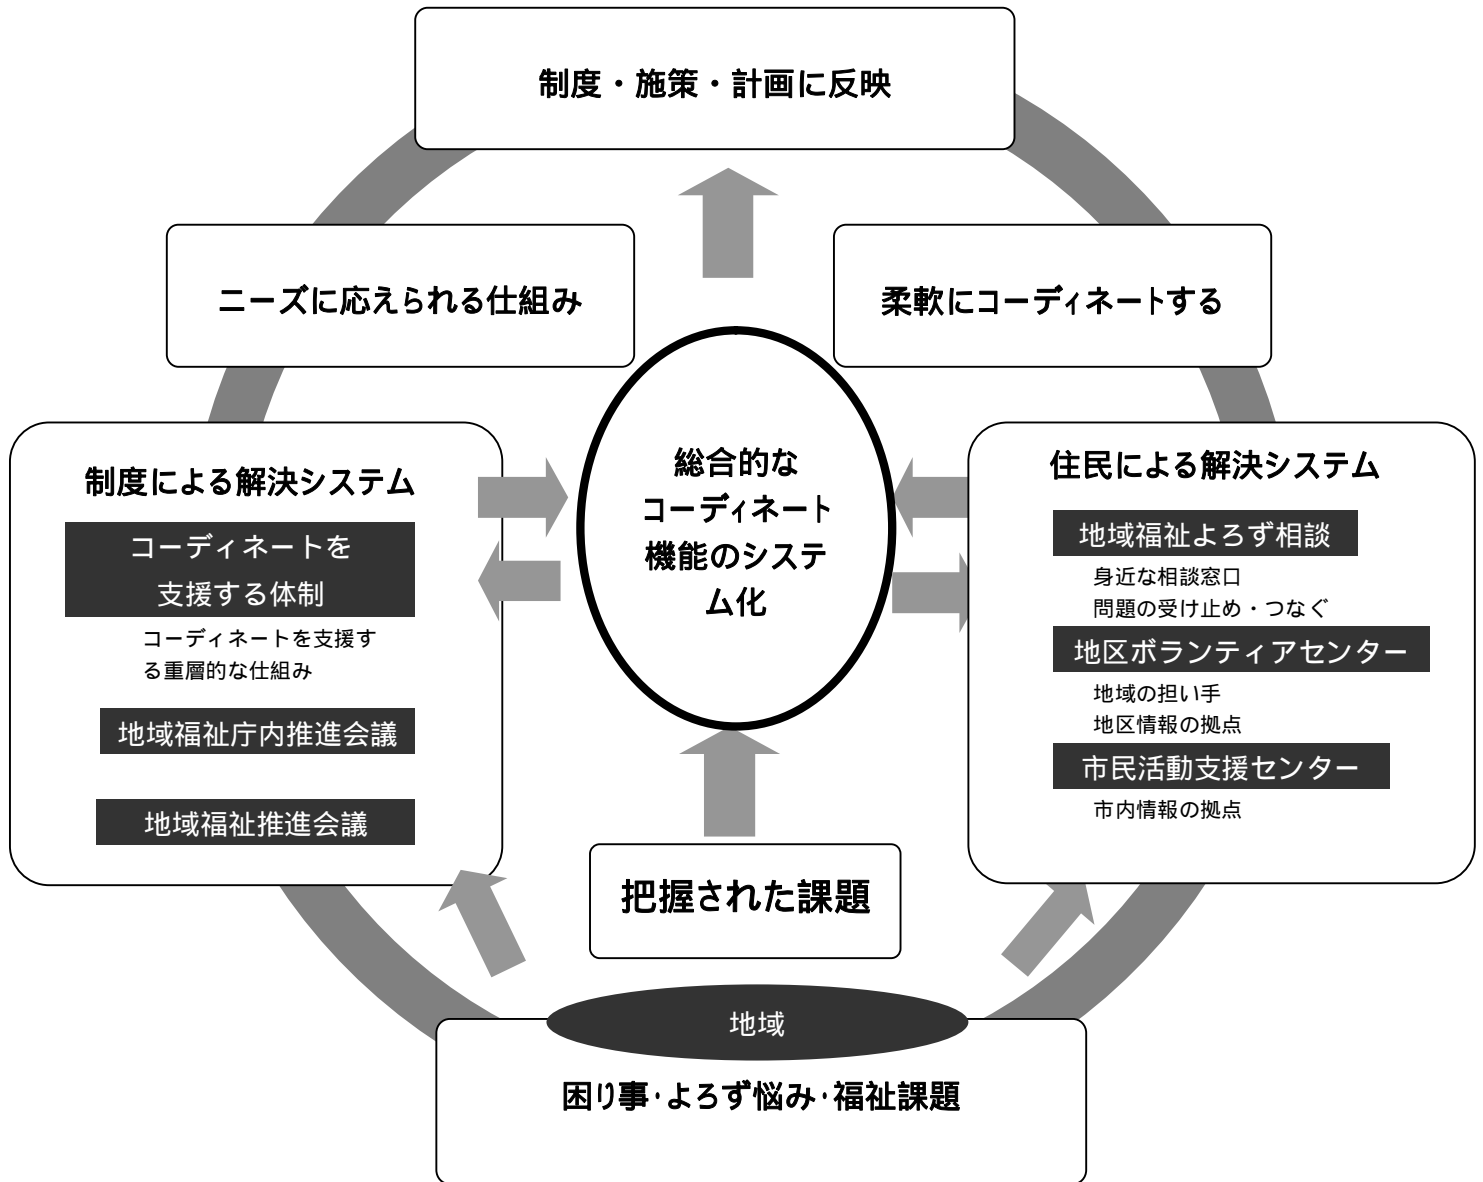 制度・施策・計画に反映
ニーズに応えられる仕組み
柔軟にコーディネートする
制度による解決システム
コーディネートを
支援する体制
コーディネートを支援す
る重層的な仕組み
地域福祉庁内推進会議
地域福祉推進会議
総合的な
コーディネート
機能のシステ
ム化
住民による解決システム
地域福祉よろず相談
身近な相談窓口
問題の受け止め・つなぐ
地区ボランティアセンター
地域の担い手
地区情報の拠点
市民活動支援センター
市内情報の拠点
把握された課題
地域
困り事・よろず悩み・福祉課題